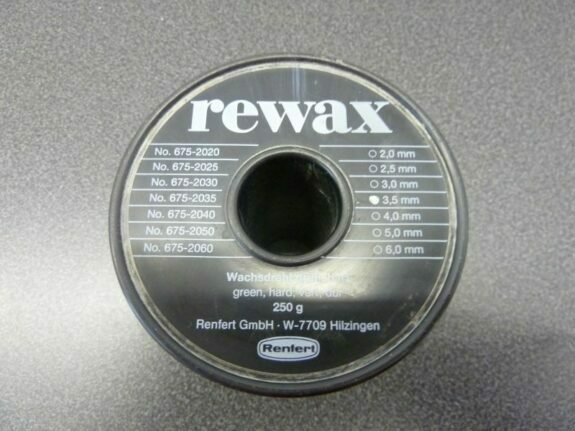 rewax
No. 675-2020 2,0 mm
No. 675-2025 2,5 mm
No. 675-2030 3,0 mm
No. 675-2035 3,5 mm
No. 675-2040 4,0 mm
No. 675-2050 5,0 mm
No. 675-2060 6,0 mm
Wachsdraht
green, hard, vert, dur
250 g
Renfert GmbH · W-7709 Hilzingen
Renfert